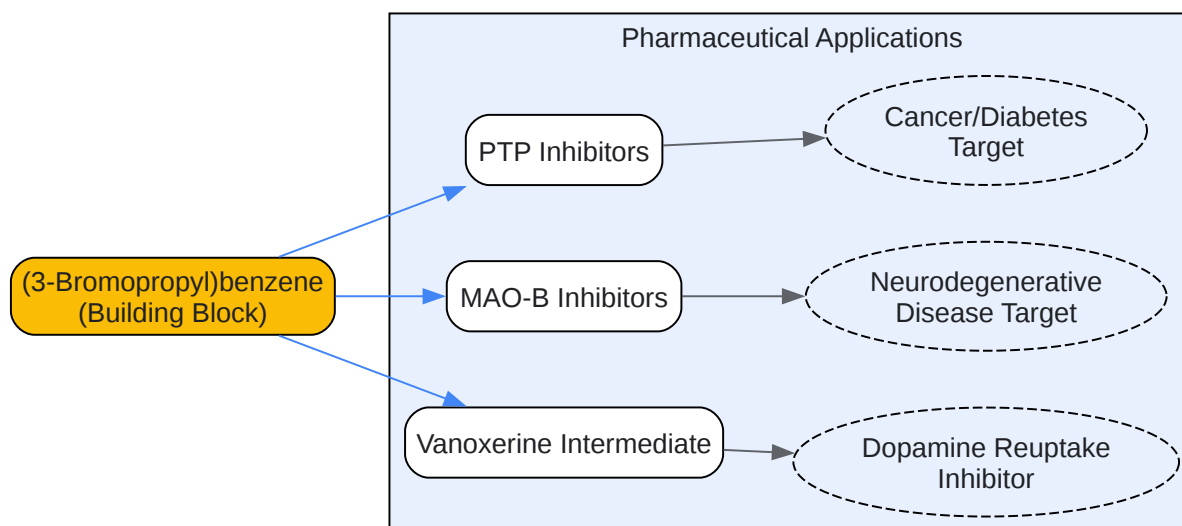 Pharmaceutical Applications
(3-Bromopropyl)benzene
(Building Block)
PTP Inhibitors
Cancer/Diabetes
Target
MAO-B Inhibitors
Neurodegenerative
Disease Target
Vanoxerine Intermediate
Dopamine Reuptake
Inhibitor